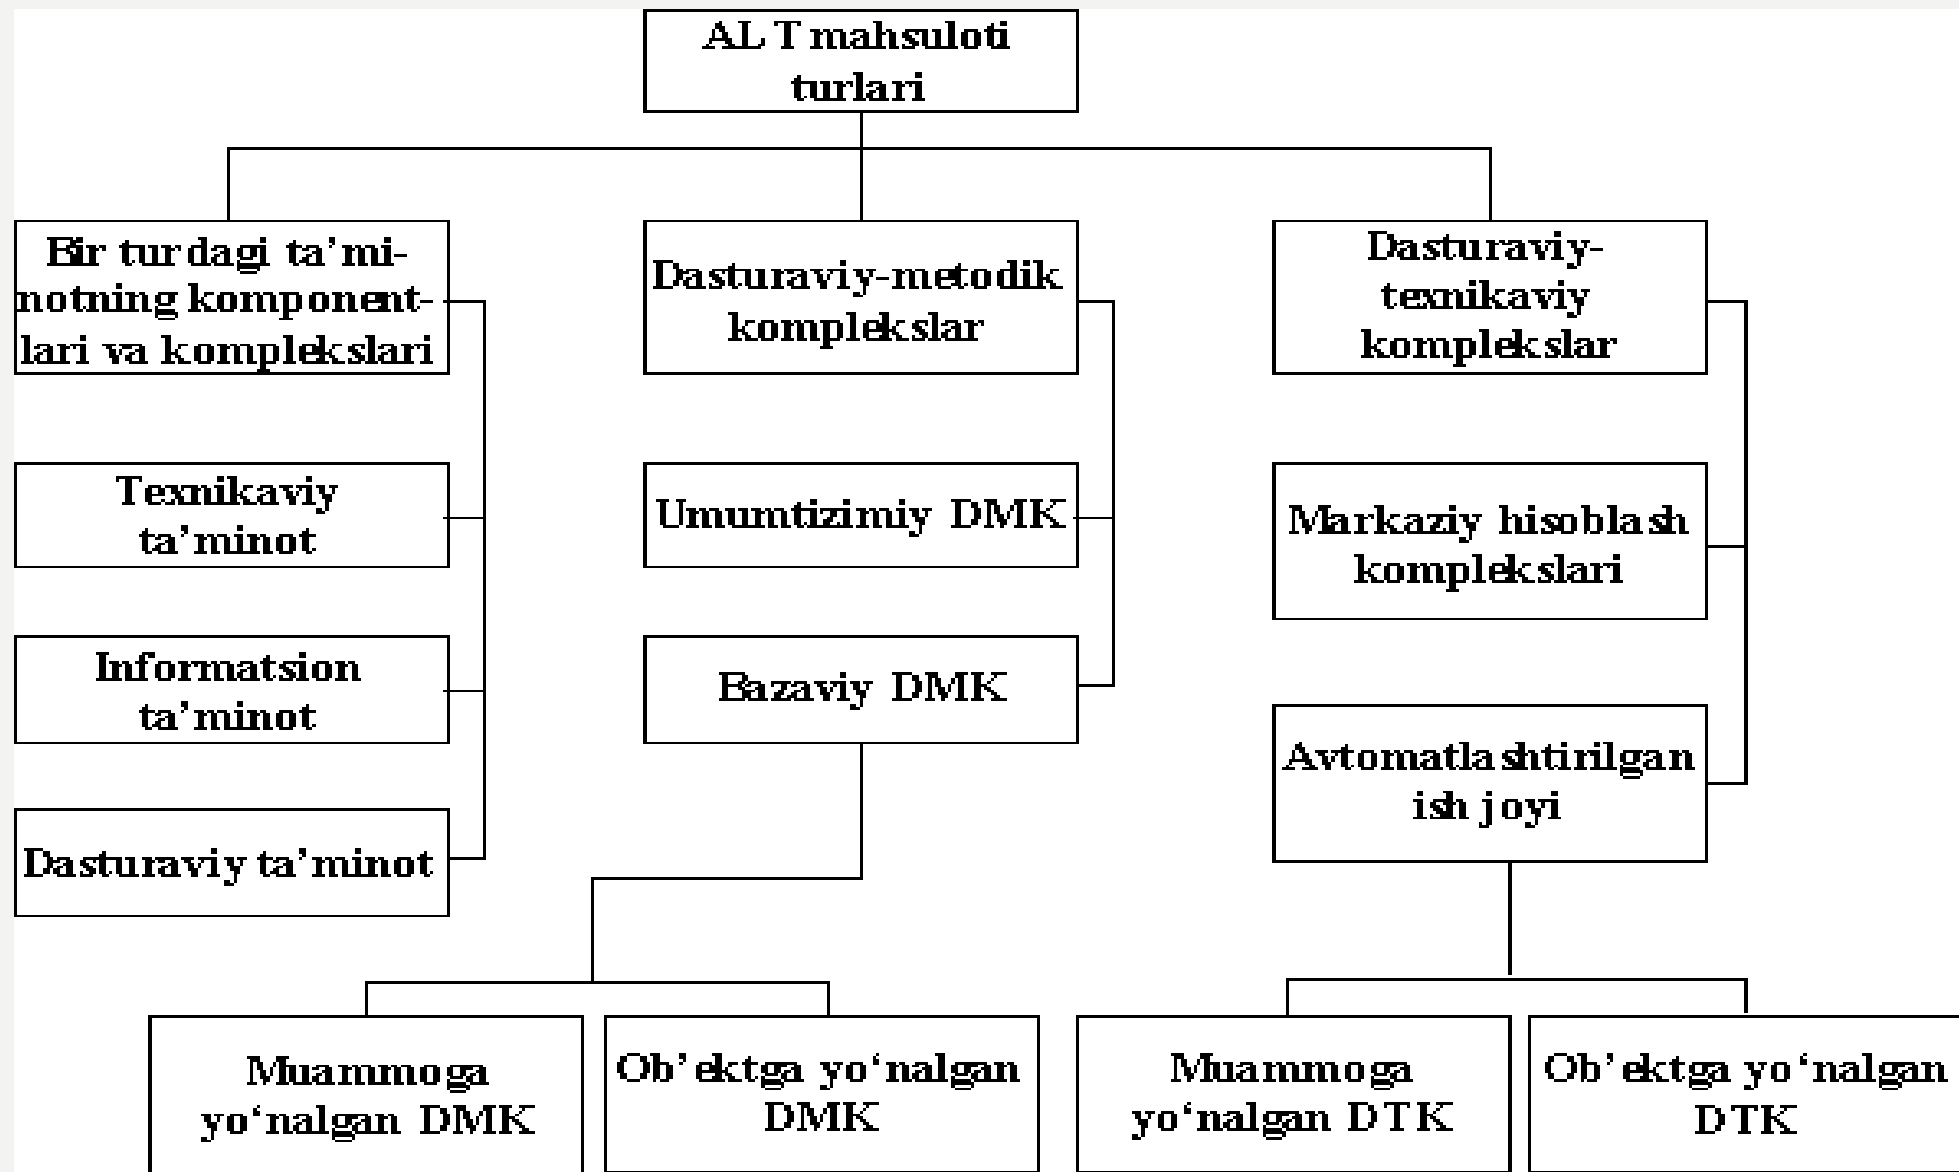 ALT mahsuloti
turlari
Bir turdagi ta’mi-
notning komponent-
lari va komplekslari
Dasturaviy-metodik
komplekslar
Dasturaviy-
texnikaviy
komplekslar
Texnikaviy
ta’minot
Umumtizimiy DMK
Markaziy hisoblash
komplekslari
Informatsion
ta’minot
Bazaviy DMK
Avtomatlashtirilgan
ish joyi
Dasturaviy ta’minot
Muammoga
yo‘nalgan DMK
Ob’ektga yo‘nalgan
DMK
Muammoga
yo‘nalgan DTK
Ob’ektga yo‘nalgan
DTK